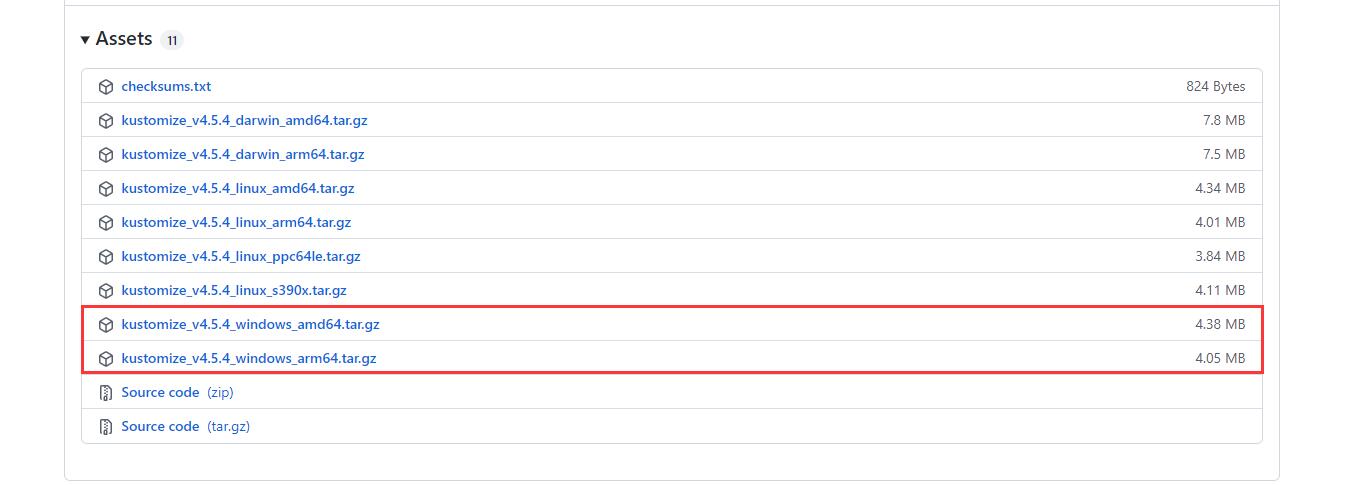 Assets 11
checksums.txt 824 Bytes
kustomize_v4.5.4_darwin_amd64.tar.gz 7.8 MB
kustomize_v4.5.4_darwin_arm64.tar.gz 7.5 MB
kustomize_v4.5.4_linux_amd64.tar.gz 4.34 MB
kustomize_v4.5.4_linux_arm64.tar.gz 4.01 MB
kustomize_v4.5.4_linux_ppc64le.tar.gz 3.84 MB
kustomize_v4.5.4_linux_s390x.tar.gz 4.11 MB
kustomize_v4.5.4_windows_amd64.tar.gz 4.38 MB
kustomize_v4.5.4_windows_arm64.tar.gz 4.05 MB
Source code (zip)
Source code (tar.gz)